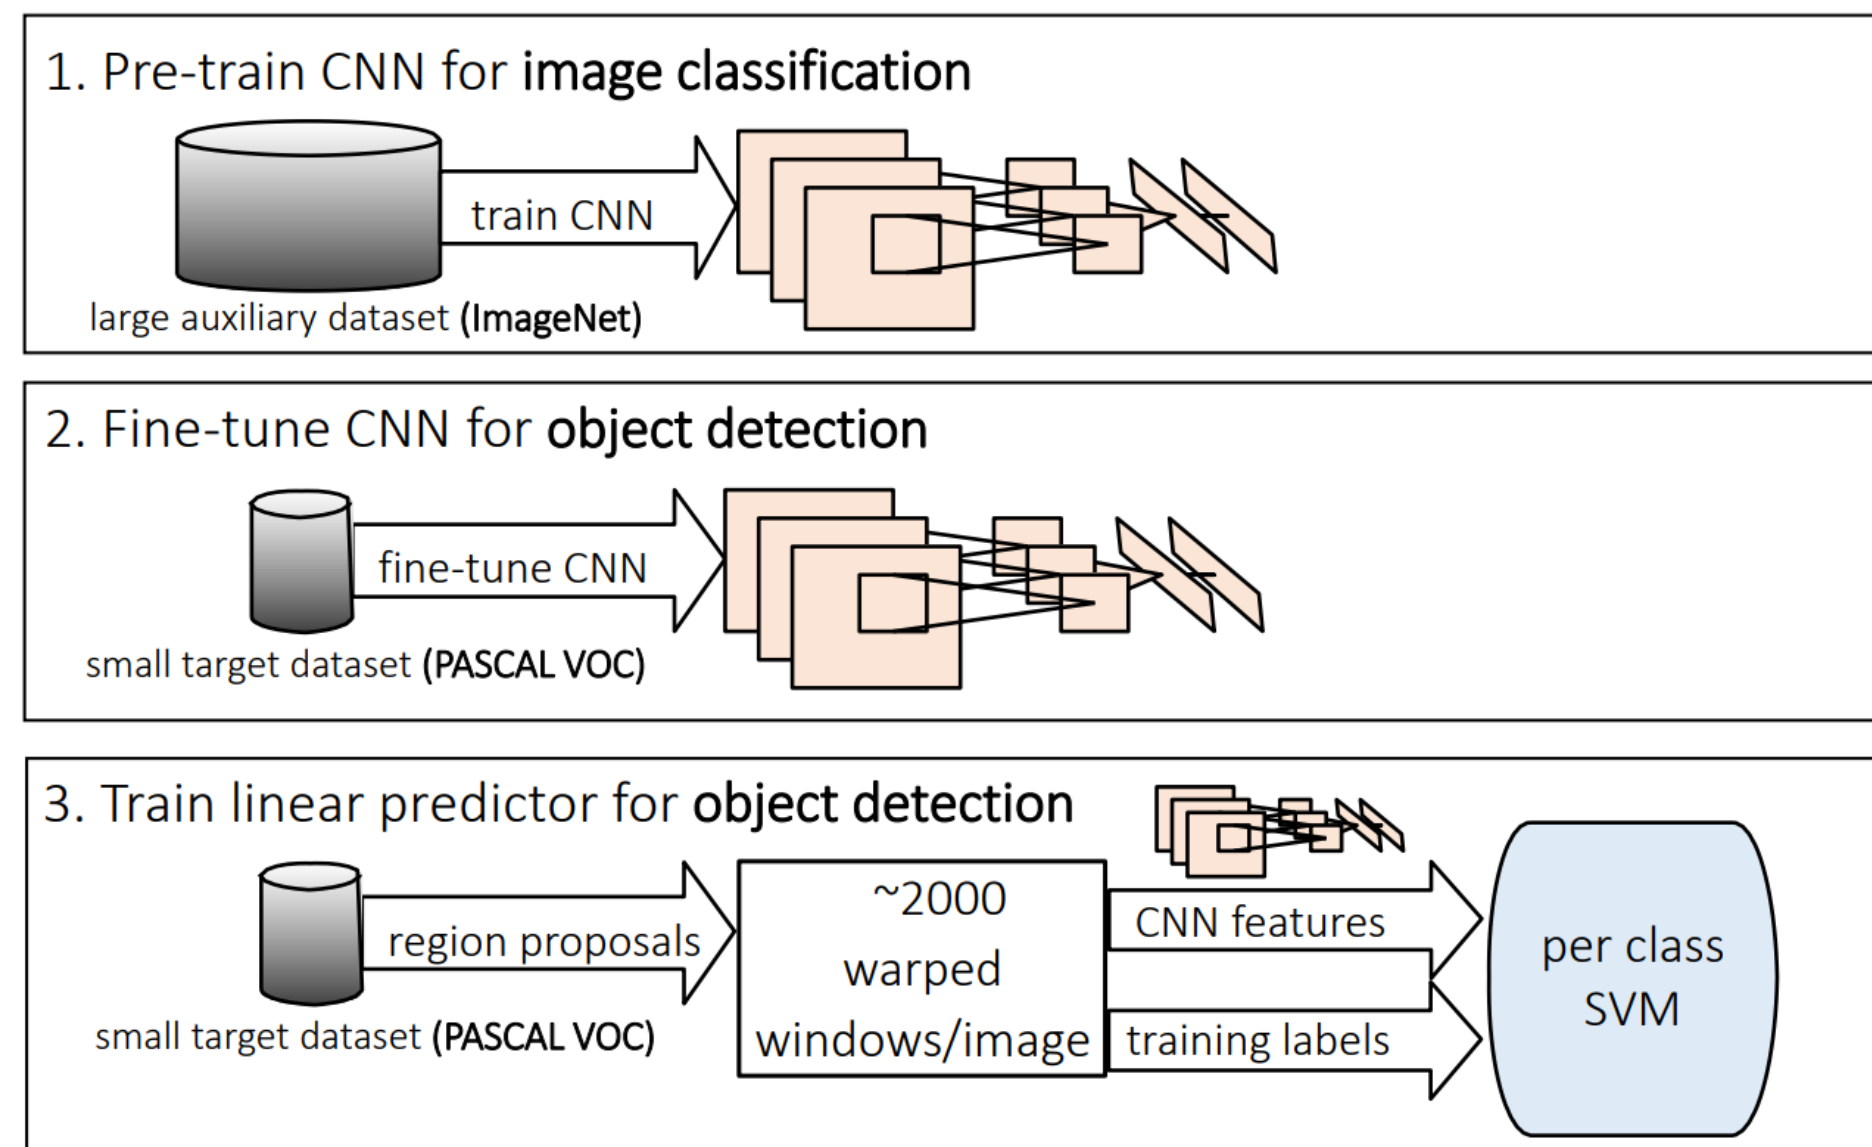 1. Pre-train CNN for image classification
train CNN
large auxiliary dataset (ImageNet)
2. Fine-tune CNN for object detection
fine-tune CNN
small target dataset (PASCAL VOC)
3. Train linear predictor for object detection
region proposals
~2000
warped
windows/image
CNN features
training labels
per class
SVM
small target dataset (PASCAL VOC)